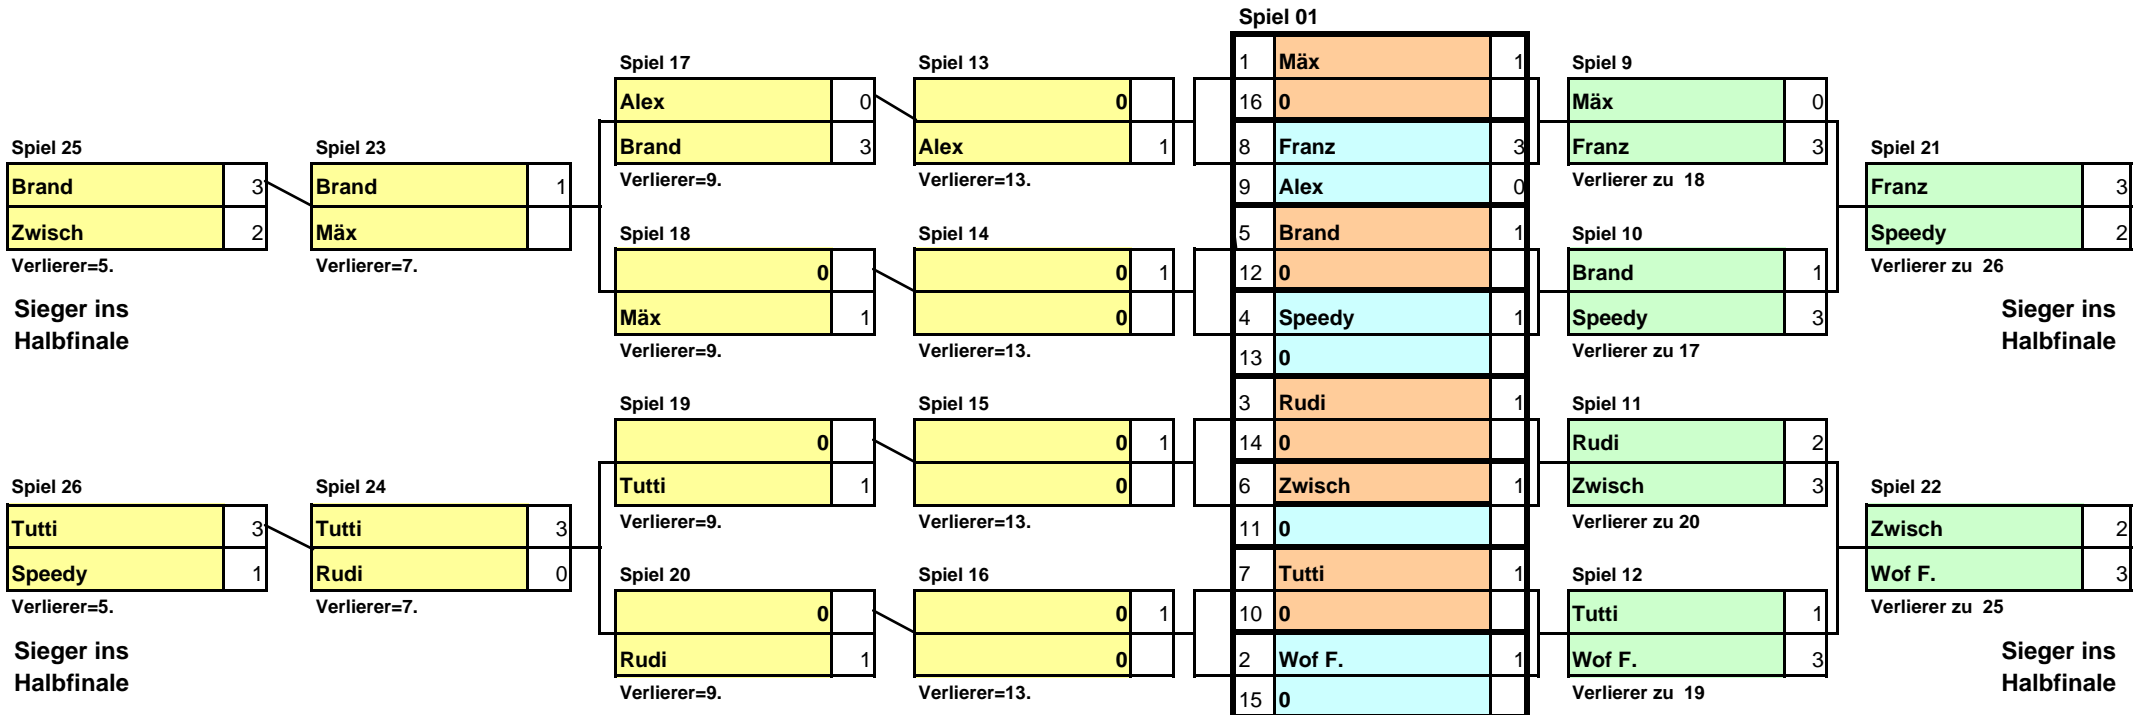 Spiel 01
Spiel 17
Spiel 13
1 Mäx 1
Spiel 9
Alex 0
0
16 0
Mäx 0
Spiel 25
Spiel 23
Brand 3
Alex 1
8 Franz 3
Franz 3
Spiel 21
Brand 3
Brand 1
Verlierer=9.
Verlierer=13.
9 Alex 0
Verlierer zu 18
Franz 3
Zwisch 2
Mäx
Spiel 18
Spiel 14
5 Brand 1
Spiel 10
Speedy 2
Verlierer=5.
Verlierer=7.
0
0 1
12 0
Brand 1
Verlierer zu 26
Sieger ins
Halbfinale
Mäx 1
0
4 Speedy 1
Speedy 3
Sieger ins
Halbfinale
Verlierer=9.
Verlierer=13.
13 0
Verlierer zu 17
Spiel 19
Spiel 15
3 Rudi 1
Spiel 11
0
0 1
14 0
Rudi 2
Spiel 26
Spiel 24
Tutti 1
0
6 Zwisch 1
Zwisch 3
Spiel 22
Tutti 3
Tutti 3
Verlierer=9.
Verlierer=13.
11 0
Verlierer zu 20
Zwisch 2
Speedy 1
Rudi 0
Spiel 20
Spiel 16
7 Tutti 1
Spiel 12
Wof F. 3
Verlierer=5.
Verlierer=7.
0
0 1
10 0
Tutti 1
Verlierer zu 25
Sieger ins
Halbfinale
Rudi 1
0
2 Wof F. 1
Wof F. 3
Sieger ins
Halbfinale
Verlierer=9.
Verlierer=13.
15 0
Verlierer zu 19